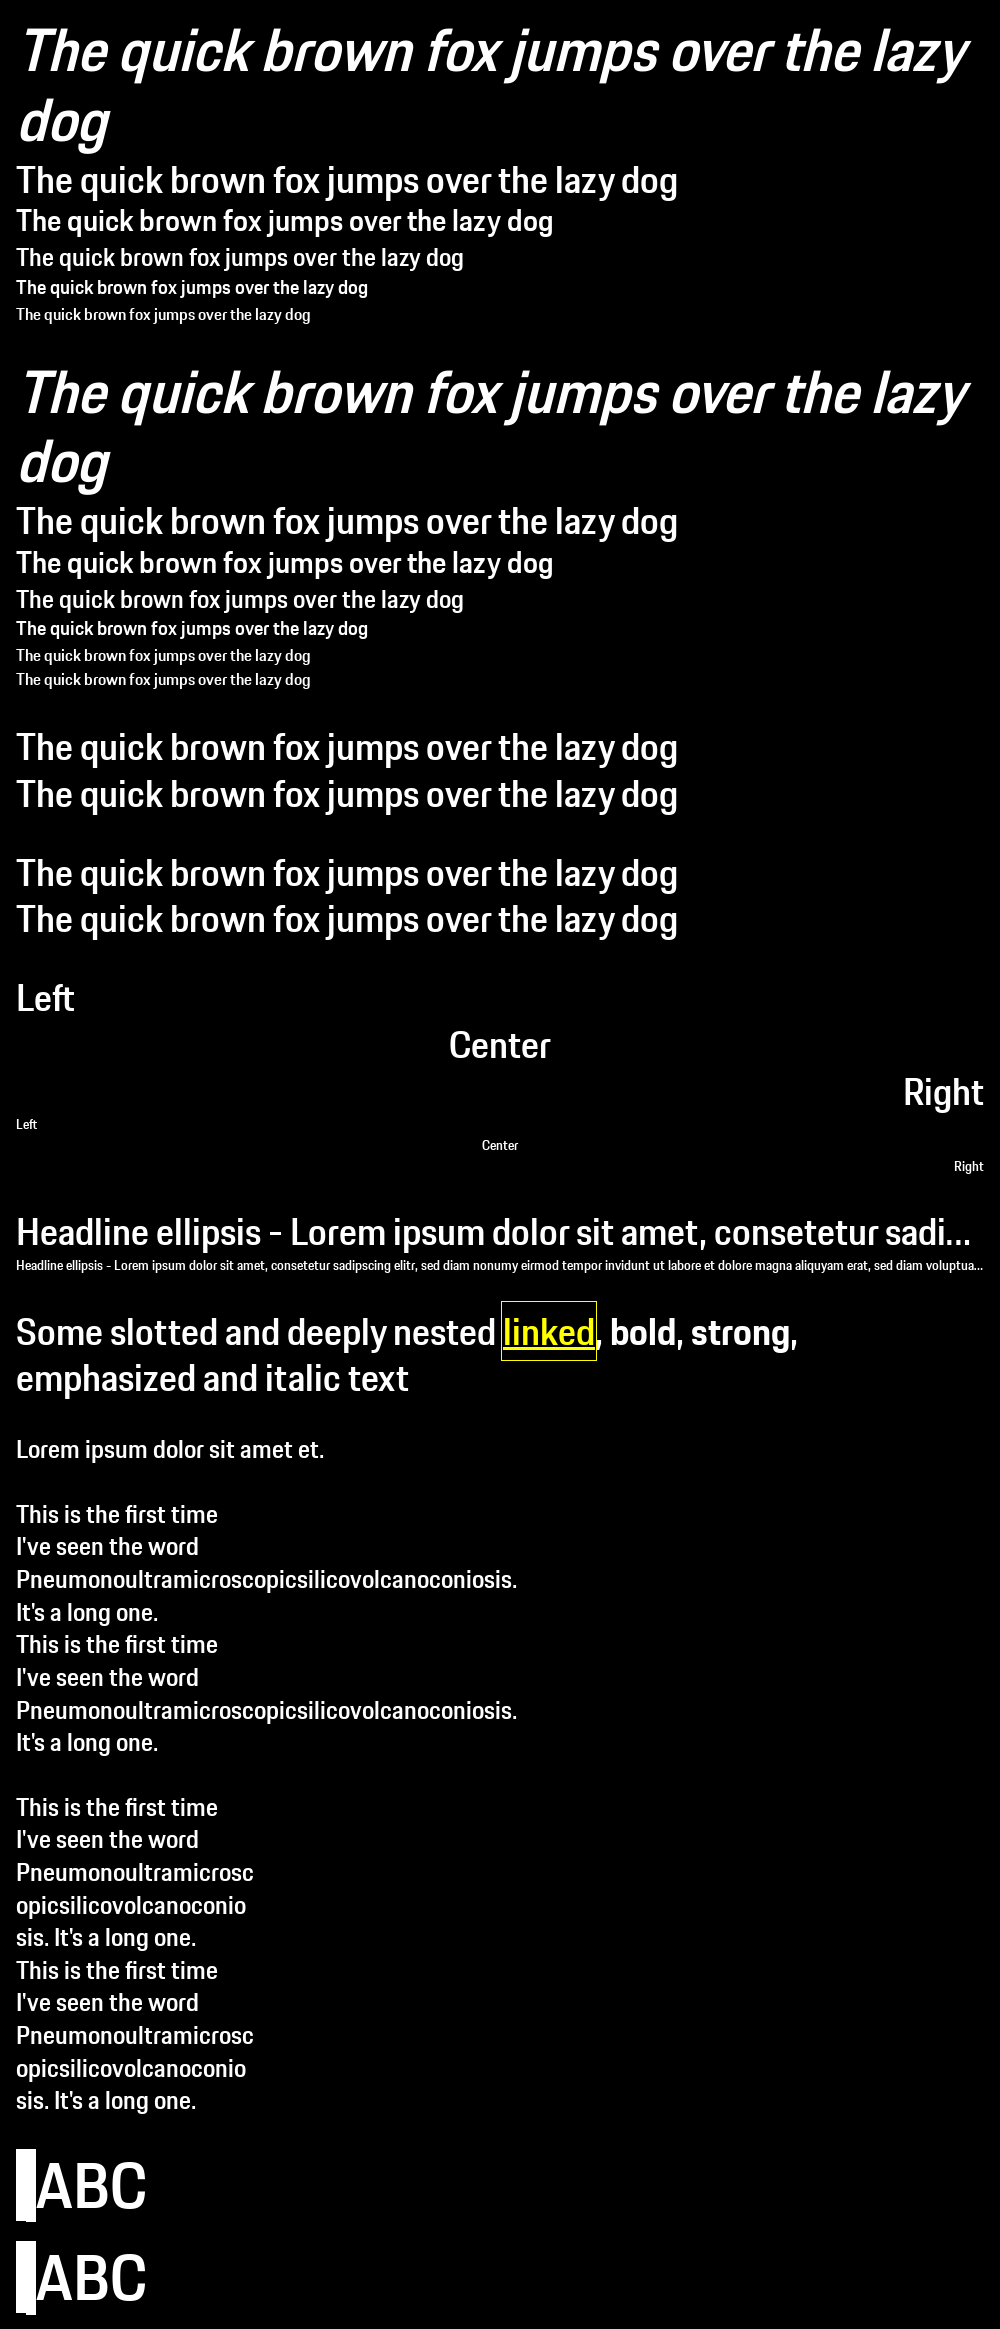 The quick brown fox jumps over the lazy
dog
The quick brown fox jumps over the lazy dog
The quick brown fox jumps over the lazy dog
The quick brown fox jumps over the lazy dog
The quick brown fox jumps over the lazy dog
The quick brown fox jumps over the lazy dog
The quick brown fox jumps over the lazy
dog
The quick brown fox jumps over the lazy dog
The quick brown fox jumps over the lazy dog
The quick brown fox jumps over the lazy dog
The quick brown fox jumps over the lazy dog
The quick brown fox jumps over the lazy dog
The quick brown fox jumps over the lazy dog
The quick brown fox jumps over the lazy dog
The quick brown fox jumps over the lazy dog
The quick brown fox jumps over the lazy dog
The quick brown fox jumps over the lazy dog
Left
Center
Right
Left
Center
Right
Headline ellipsis - Lorem ipsum dolor sit amet, consetetur sadi...
Headline ellipsis - Lorem ipsum dolor sit amet, consetetur sadipscing elitr, sed diam nonumy eirmod tempor invidunt ut labore et dolore magna aliquyam erat, sed diam voluptua...
Some slotted and deeply nested linked, bold, strong,
emphasized and italic text
Lorem ipsum dolor sit amet et.
This is the first time
I've seen the word
Pneumonoultramicroscopicsilicovolcanoconiosis.
It's a long one.
This is the first time
I've seen the word
Pneumonoultramicroscopicsilicovolcanoconiosis.
It's a long one.
This is the first time
I've seen the word
Pneumonoultramicrosc
opicsilicovolcanoconio
sis. It's a long one.
This is the first time
I've seen the word
Pneumonoultramicrosc
opicsilicovolcanoconio
sis. It's a long one.
ABC
ABC